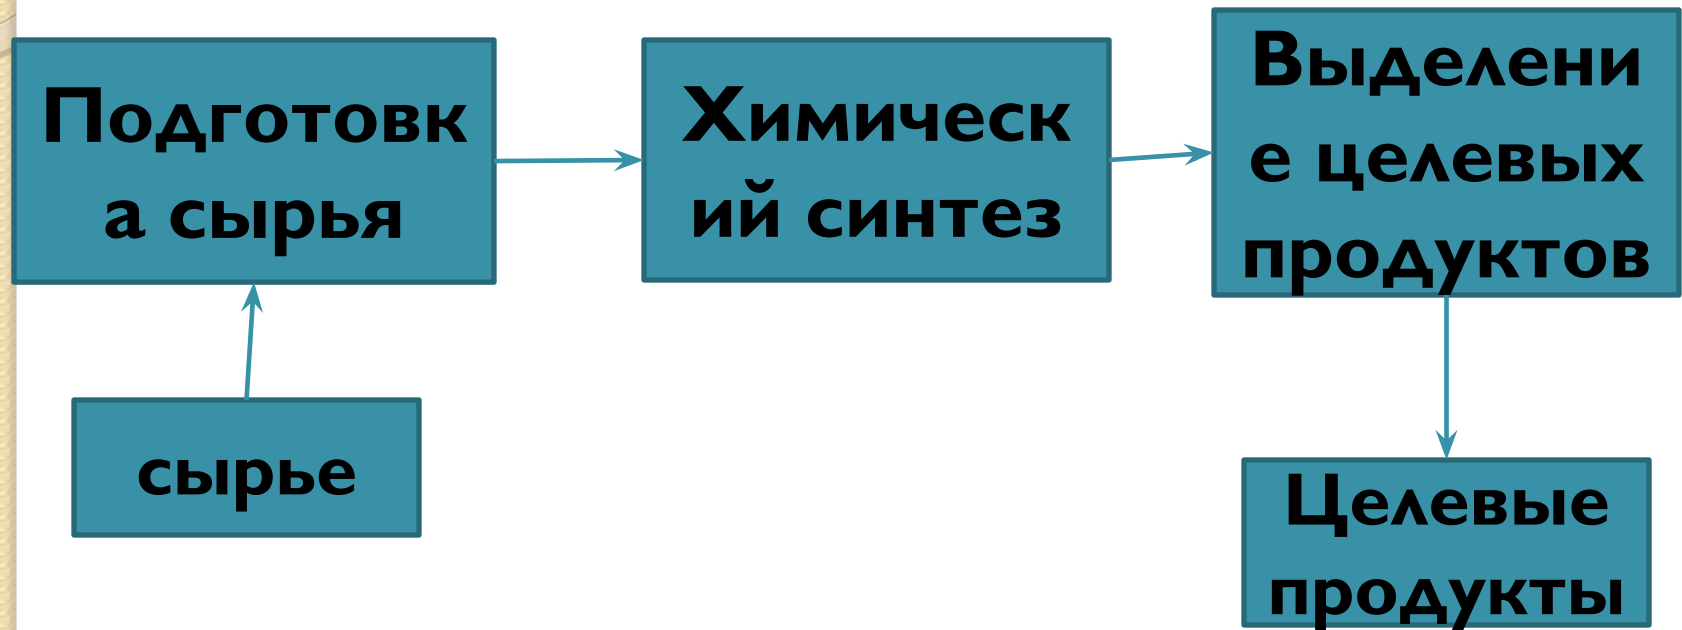 Подготовк
а сырья
Химическ
ий синтез
Выделени
е целевых
продуктов
сырье
Целевые
продукты